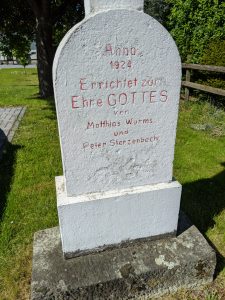 Anno
1924
Errichtet zur
Ehre GOTTES
von
Matthias Wurms
und
Peter Sterzenbach